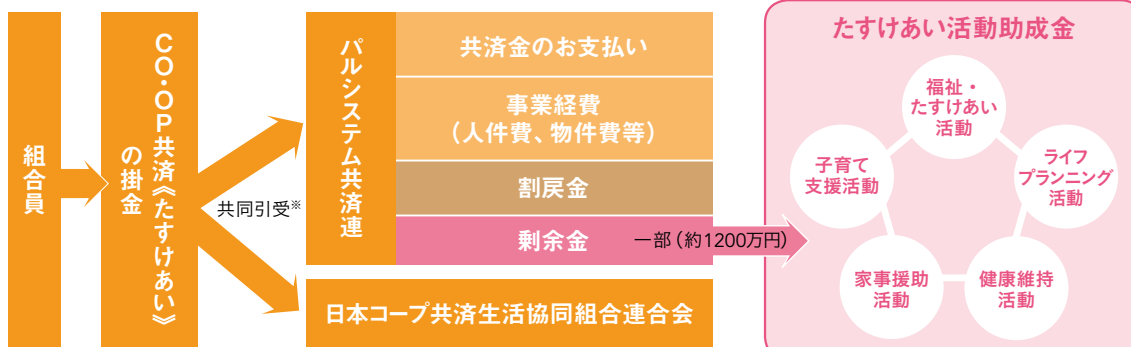 組合員
CO・OP共済《たすけあい》
の掛金
共同引受※
パルシステム共済連
共済金のお支払い
事業経費
（人件費、物件費等）
割戻金
剰余金
一部（約1200万円）
日本コープ共済生活協同組合連合会
たすけあい活動助成金
福祉・
たすけあい
活動
子育て
支援活動
ライフ
プランニング
活動
家事援助
活動
健康維持
活動